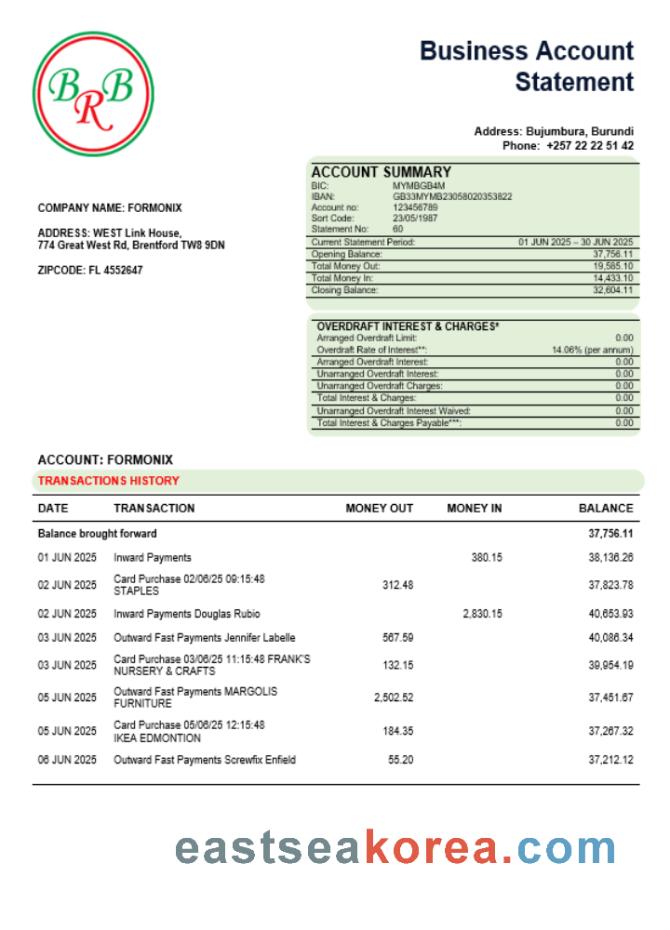 BRB
Business Account
Statement
Address: Bujumbura, Burundi
Phone: +257 22 22 51 42
COMPANY NAME: FORMONIX
ADDRESS: WEST Link House,
774 Great West Rd, Brentford TW8 9DN
ZIPCODE: FL 4552647
ACCOUNT SUMMARY
BIC: MYMBGB4M
IBAN: GB33MYMB23058020353822
Account no: 123456789
Sort Code: 23/05/1987
Statement No: 60
Current Statement Period: 01 JUN 2025 – 30 JUN 2025
Opening Balance: 37,756.11
Total Money Out: 19,585.10
Total Money In: 14,433.10
Closing Balance: 32,604.11
OVERDRAFT INTEREST & CHARGES*
Arranged Overdraft Limit: 0.00
Overdraft Rate of Interest**: 14.06% (per annum)
Arranged Overdraft Interest: 0.00
Unarranged Overdraft Interest: 0.00
Unarranged Overdraft Charges: 0.00
Total Interest & Charges: 0.00
Unarranged Overdraft Interest Waived: 0.00
Total Interest & Charges Payable***: 0.00
ACCOUNT: FORMONIX
TRANSACTIONS HISTORY
DATE TRANSACTION MONEY OUT MONEY IN BALANCE
Balance brought forward 37,756.11
01 JUN 2025 Inward Payments 380.15 38,136.26
02 JUN 2025 Card Purchase 02/06/25 09:15:48 312.48 37,823.78
STAPLES
02 JUN 2025 Inward Payments Douglas Rubio 2,830.15 40,653.93
03 JUN 2025 Outward Fast Payments Jennifer Labelle 567.59 40,086.34
03 JUN 2025 Card Purchase 03/06/25 11:15:48 FRANK'S 132.15 39,954.19
NURSERY & CRAFTS
05 JUN 2025 Outward Fast Payments MARGOLIS 2,502.52 37,451.67
FURNITURE
05 JUN 2025 Card Purchase 05/06/25 12:15:48 184.35 37,267.32
IKEA EDMONTION
06 JUN 2025 Outward Fast Payments Screwfix Enfield 55.20 37,212.12
eastseakorea.com